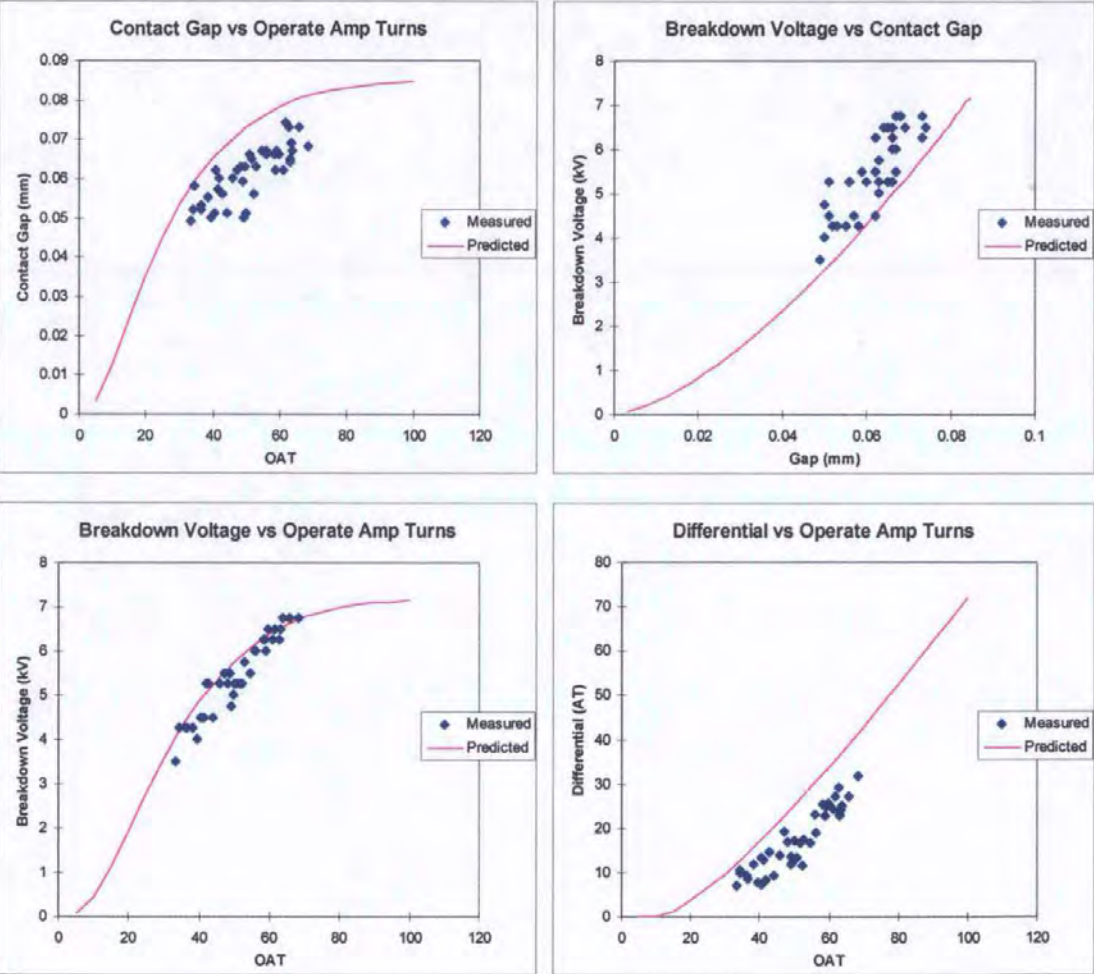 Contact Gap vs Operate Amp Turns
0.09
0.08
0.07
0.06
0.05
0.04
0.03
0.02
0.01
0
0 20 40 60 80 100 120
Contact Gap (mm)
OAT
Measured
Predicted
Breakdown Voltage vs Contact Gap
8
7
6
5
4
3
2
1
0
0 0.02 0.04 0.06 0.08 0.1
Breakdown Voltage (kV)
Gap (mm)
Measured
Predicted
Breakdown Voltage vs Operate Amp Turns
8
7
6
5
4
3
2
1
0
0 20 40 60 80 100 120
Breakdown Voltage (kV)
OAT
Measured
Predicted
Differential vs Operate Amp Turns
80
70
60
50
40
30
20
10
0
0 20 40 60 80 100 120
Differential (AT)
OAT
Measured
Predicted